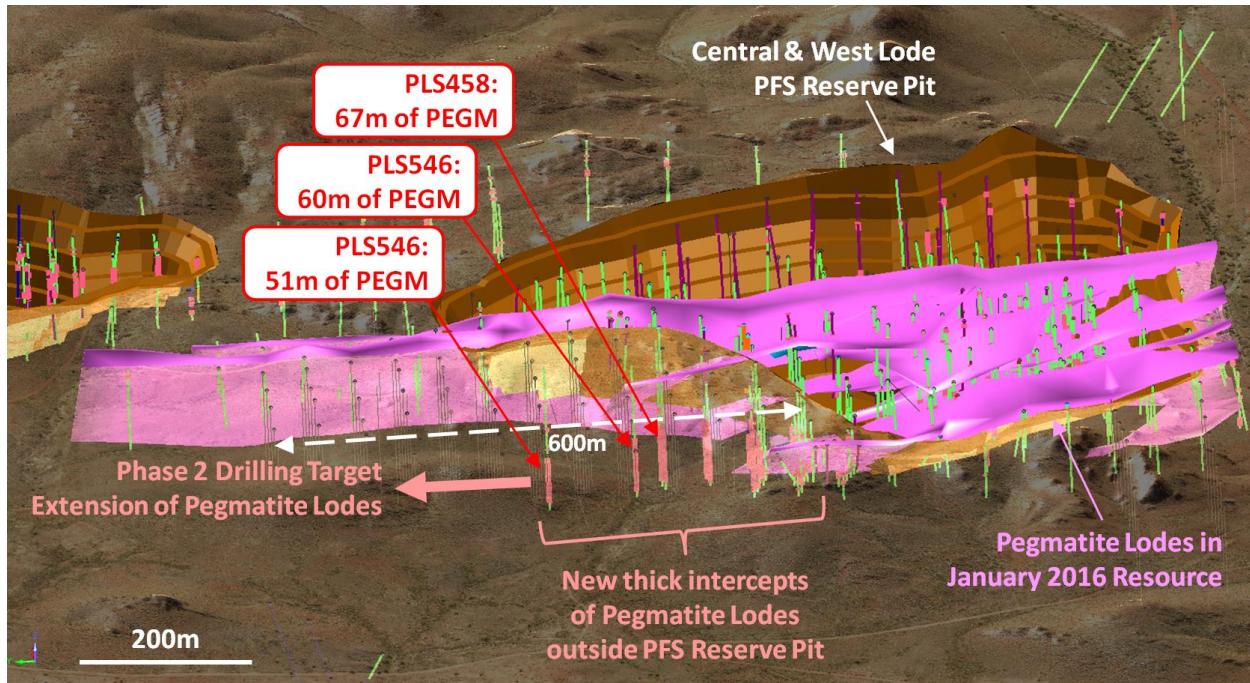 Central & West Lode
PFS Reserve Pit
PLS458:
67m of PEGM
PLS546:
60m of PEGM
PLS546:
51m of PEGM
600m
Phase 2 Drilling Target
Extension of Pegmatite Lodes
New thick intercepts
of Pegmatite Lodes
outside PFS Reserve Pit
Pegmatite Lodes in
January 2016 Resource
200m